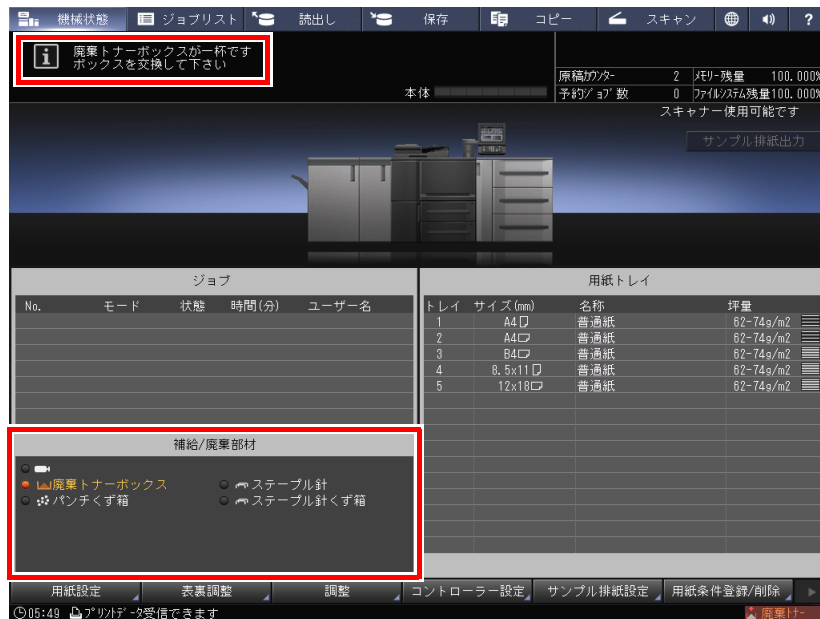 機械状態 ジョブリスト 読出し 保存 コピー スキャン ?
i 廃棄トナーボックスが一杯です
ボックスを交換して下さい
原稿ｶｳﾝﾀｰ 2 ﾒﾓﾘｰ残量 100.000%
本体 予約ｼﾞｮﾌﾞ数 0 ﾌｧｲﾙｼｽﾃﾑ残量100.000%
スキャナー使用可能です
サンプル排紙出力
ジョブ
No. モード 状態 時間(分) ユーザー名
用紙トレイ
トレイ サイズ(mm) 名称 坪量
1 A4 普通紙 62-74g/m2
2 A4 普通紙 62-74g/m2
3 B4 普通紙 62-74g/m2
4 8.5x11 普通紙 62-74g/m2
5 12x18 普通紙 62-74g/m2
補給/廃棄部材
廃棄トナーボックス ステープル針
パンチくず箱 ステープル針くず箱
用紙設定 表裏調整 調整 コントローラー設定 サンプル排紙設定 用紙条件登録/削除
05:49 ﾌﾟﾘﾝﾄﾃﾞｰﾀ受信できます 廃棄ﾄﾅｰ